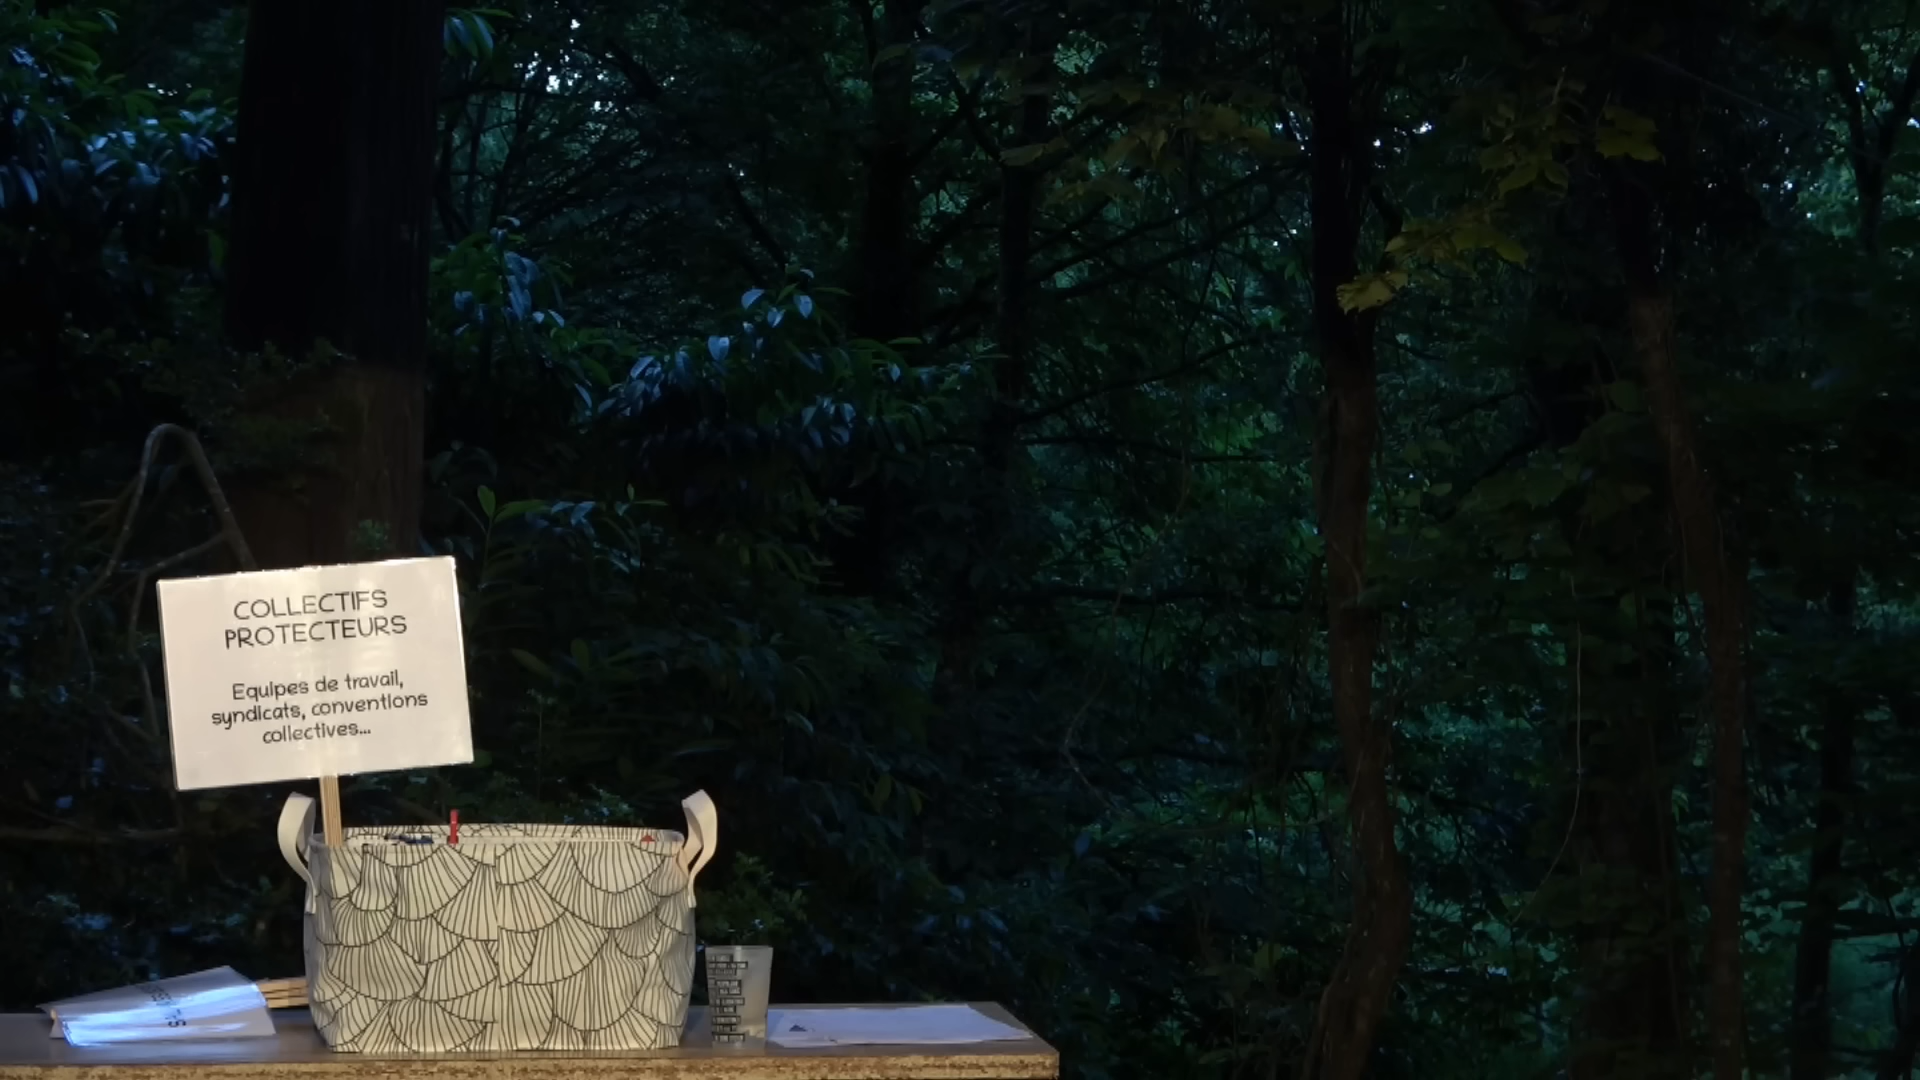 COLLECTIFS
PROTECTEURS
Equipes de travail,
syndicats, conventions
collectives...